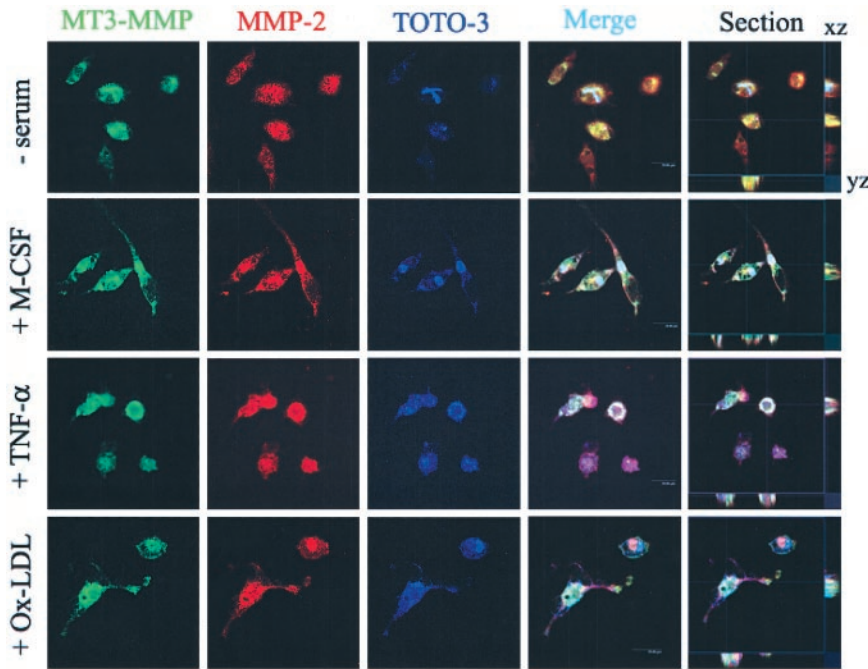 MT3-MMP MMP-2 TOTO-3 Merge Section xz
- serum
yz
+ M-CSF
+ TNF-α
+ Ox-LDL